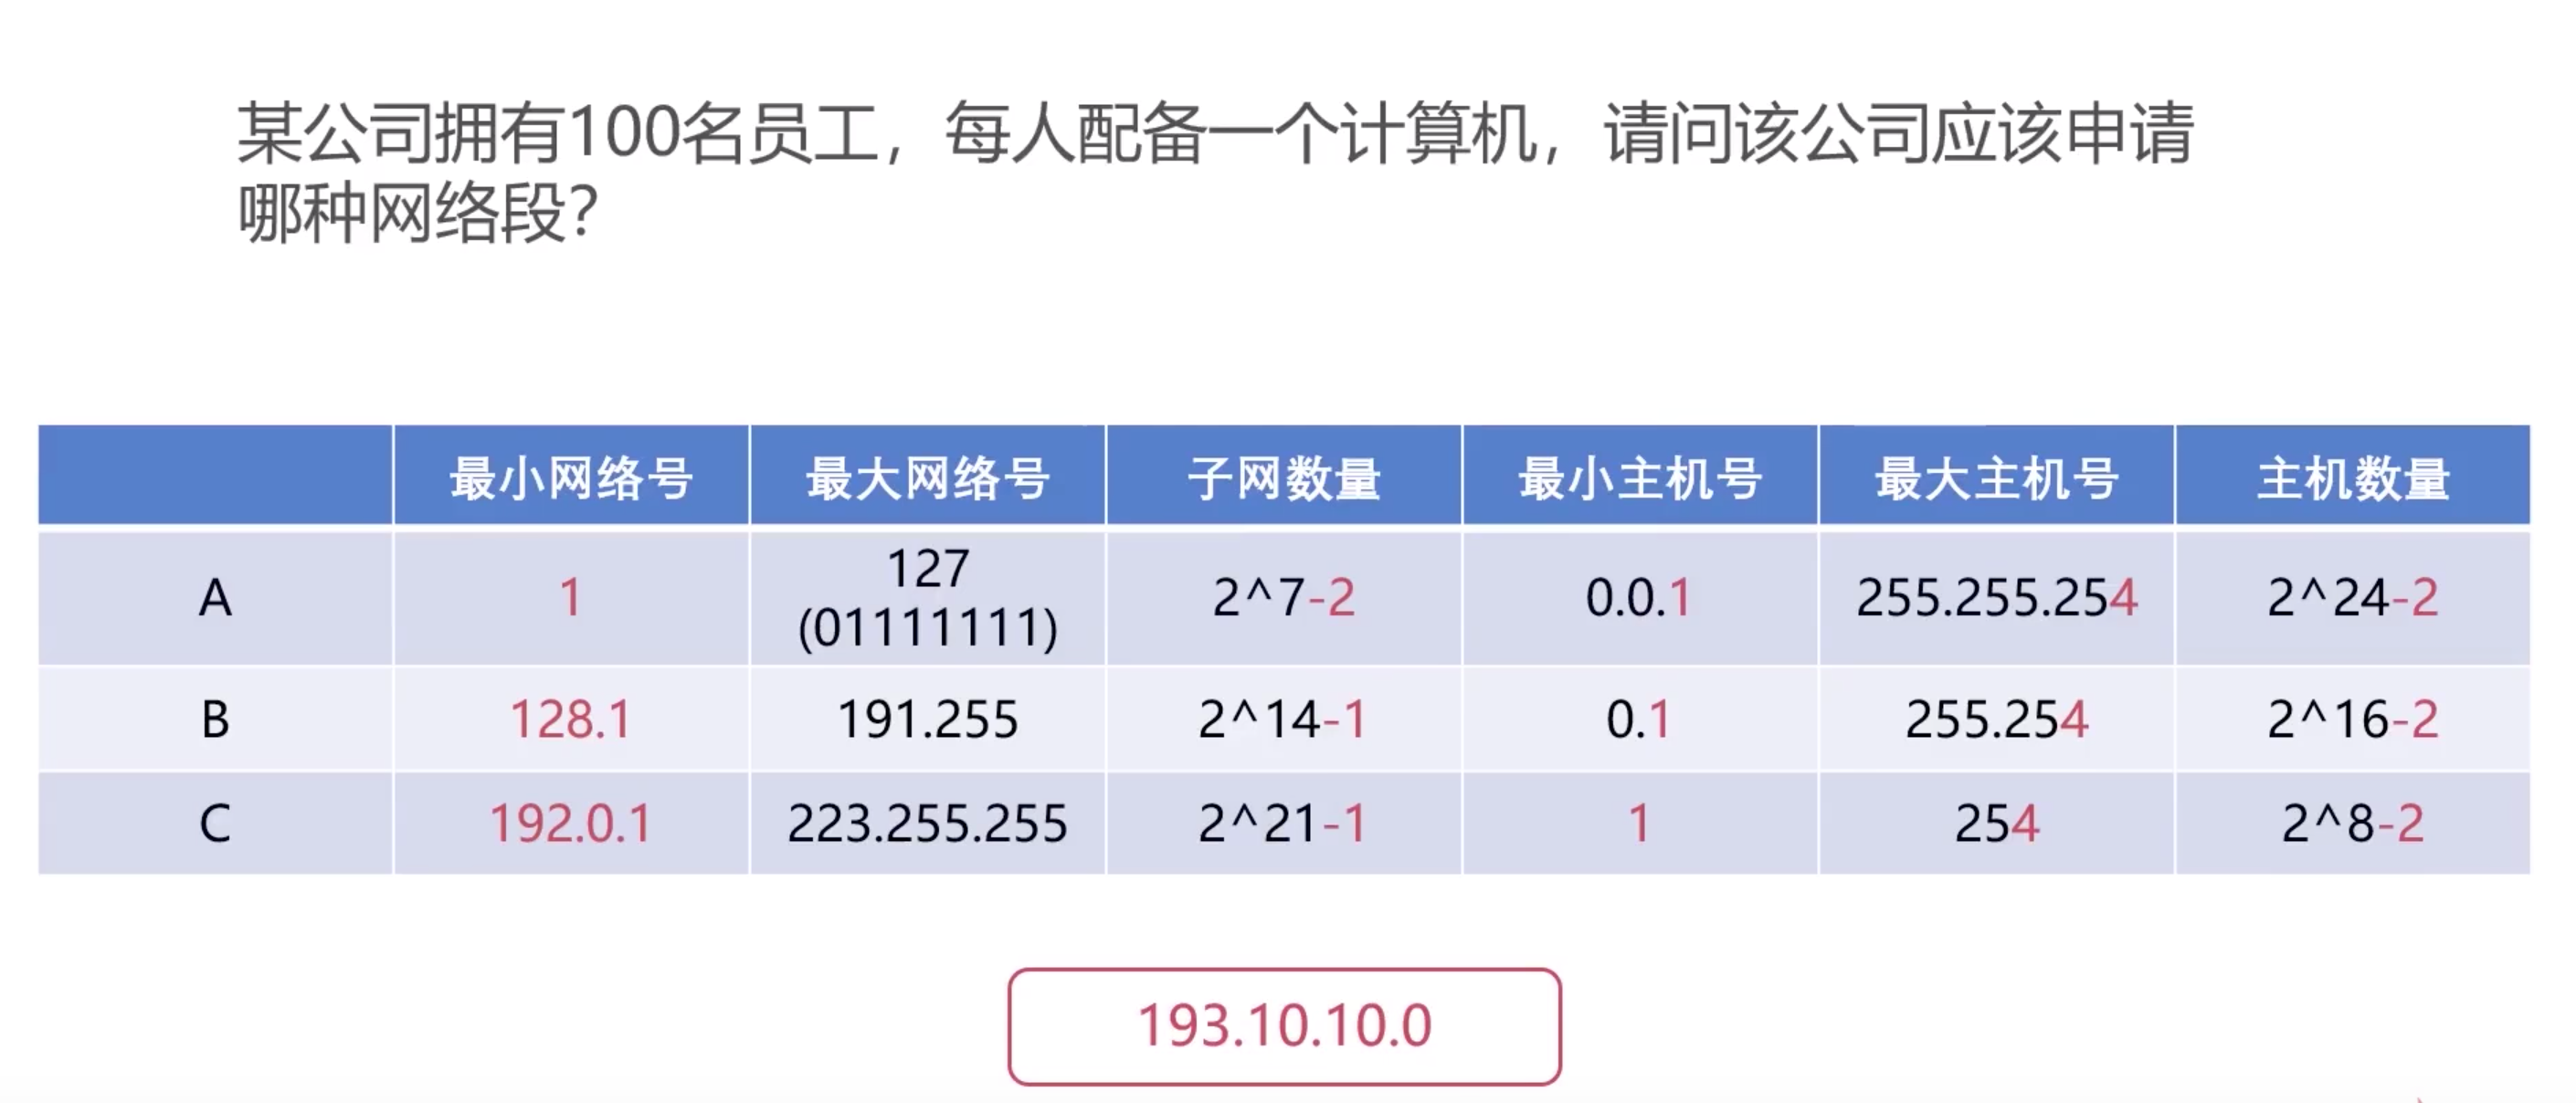 某公司拥有100名员工，每人配备一个计算机，请问该公司应该申请
哪种网络段？
最小网络号 最大网络号 子网数量 最小主机号 最大主机号 主机数量
A 1 127 (01111111) 2^7-2 0.0.1 255.255.254 2^24-2
B 128.1 191.255 2^14-1 0.1 255.254 2^16-2
C 192.0.1 223.255.255 2^21-1 1 254 2^8-2
193.10.10.0